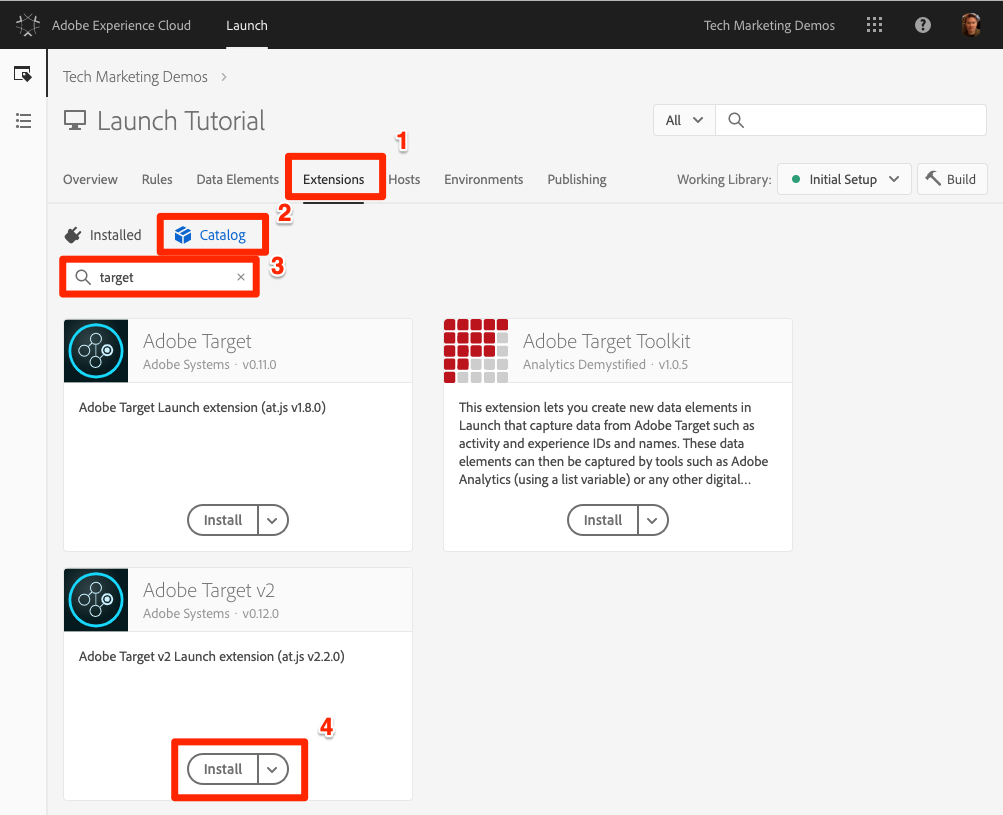 Adobe Experience Cloud Launch Tech Marketing Demos
Tech Marketing Demos
Launch Tutorial All
1
Overview Rules Data Elements Extensions Hosts Environments Publishing Working Library: Initial Setup Build
2
Installed Catalog
3
target
Adobe Target
Adobe Systems · v0.11.0
Adobe Target Launch extension (at.js v1.8.0)
Install
Adobe Target Toolkit
Analytics Demystified · v1.0.5
This extension lets you create new data elements in
Launch that capture data from Adobe Target such as
activity and experience IDs and names. These data
elements can then be captured by tools such as Adobe
Analytics (using a list variable) or any other digital...
Install
Adobe Target v2
Adobe Systems · v0.12.0
Adobe Target v2 Launch extension (at.js v2.2.0)
4
Install